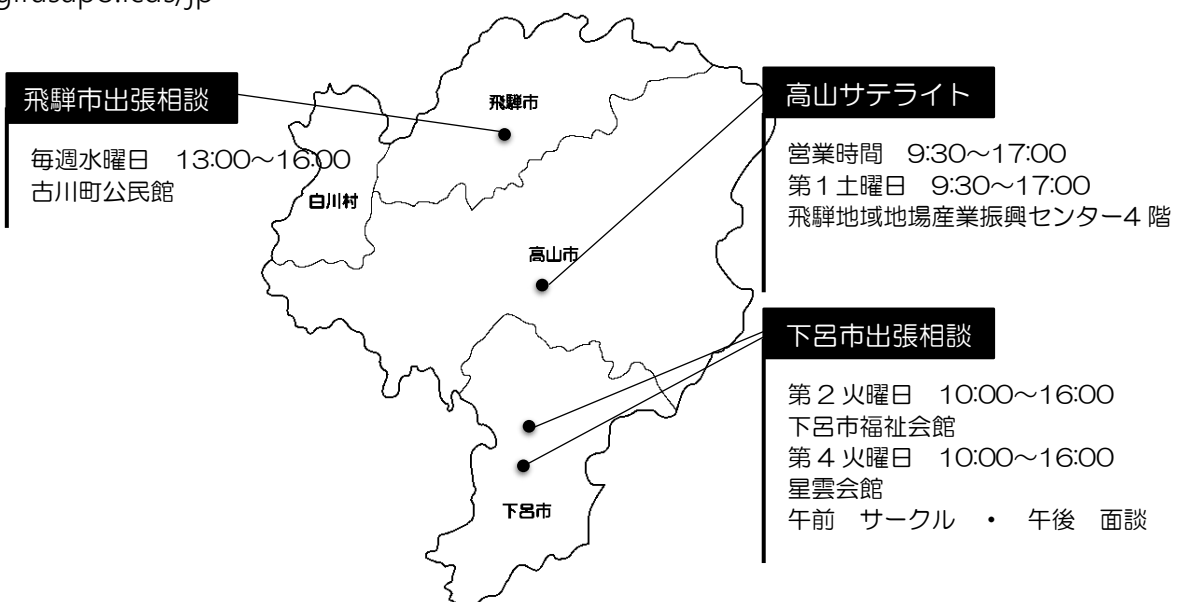 飛騨市出張相談
毎週水曜日　13:00～16:00
古川町公民館
飛騨市
白川村
高山市
下呂市
高山サテライト
営業時間　9:30～17:00
第1土曜日　9:30～17:00
飛騨地域地場産業振興センター4階
下呂市出張相談
第2火曜日　10:00～16:00
下呂市福祉会館
第4火曜日　10:00～16:00
星雲会館
午前　サークル　・　午後　面談